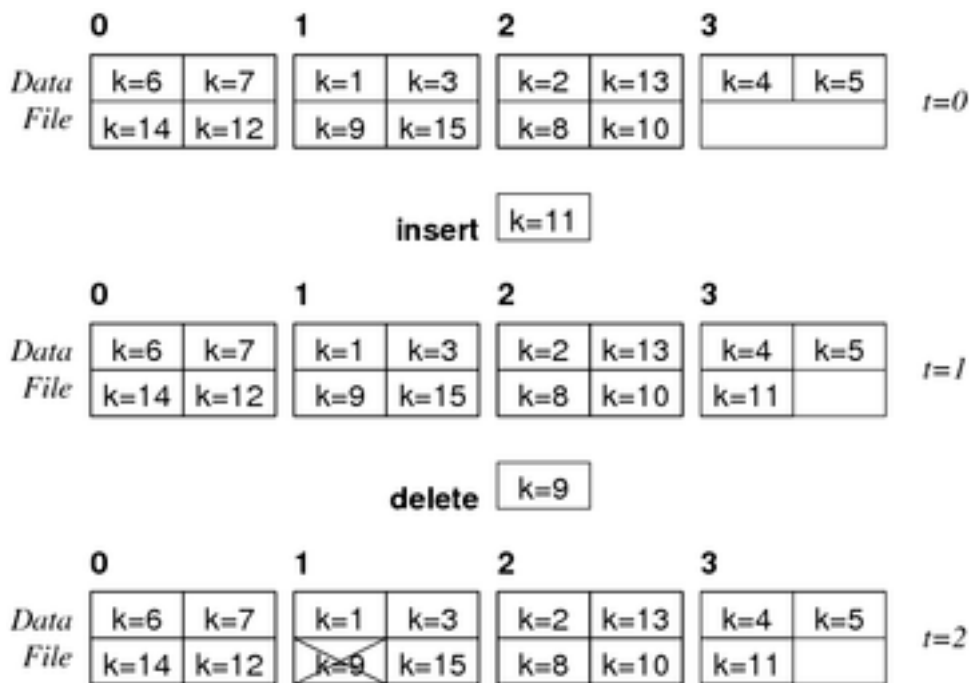 0 1 2 3
Data k=6 k=7 k=1 k=3 k=2 k=13 k=4 k=5 t=0
File k=14 k=12 k=9 k=15 k=8 k=10
insert k=11
0 1 2 3
Data k=6 k=7 k=1 k=3 k=2 k=13 k=4 k=5 t=1
File k=14 k=12 k=9 k=15 k=8 k=10 k=11
delete k=9
0 1 2 3
Data k=6 k=7 k=1 k=3 k=2 k=13 k=4 k=5 t=2
File k=14 k=12 k=9 k=15 k=8 k=10 k=11